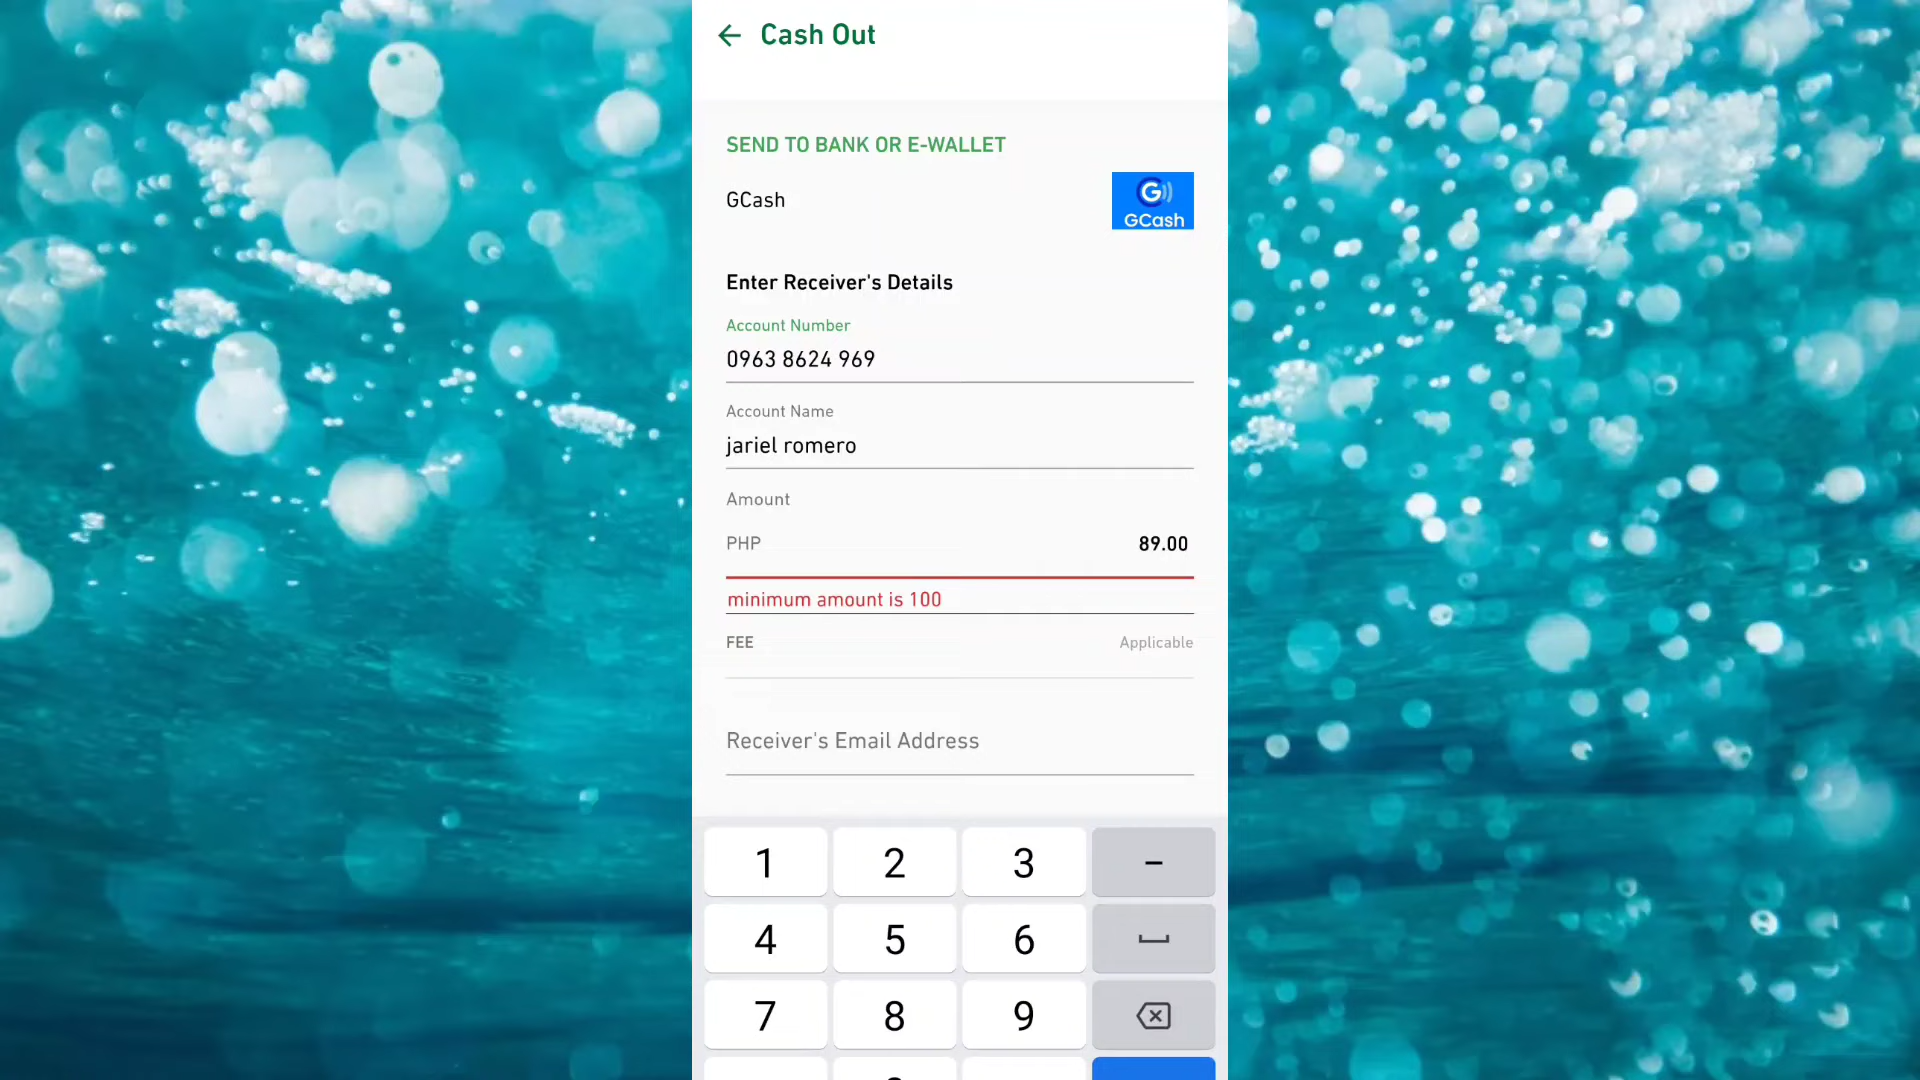 Cash Out
SEND TO BANK OR E-WALLET
GCash
G
GCash
Enter Receiver's Details
Account Number
0963 8624 969
Account Name
jariel romero
Amount
PHP 89.00
minimum amount is 100
FEE Applicable
Receiver's Email Address
1 2 3 –
4 5 6
7 8 9